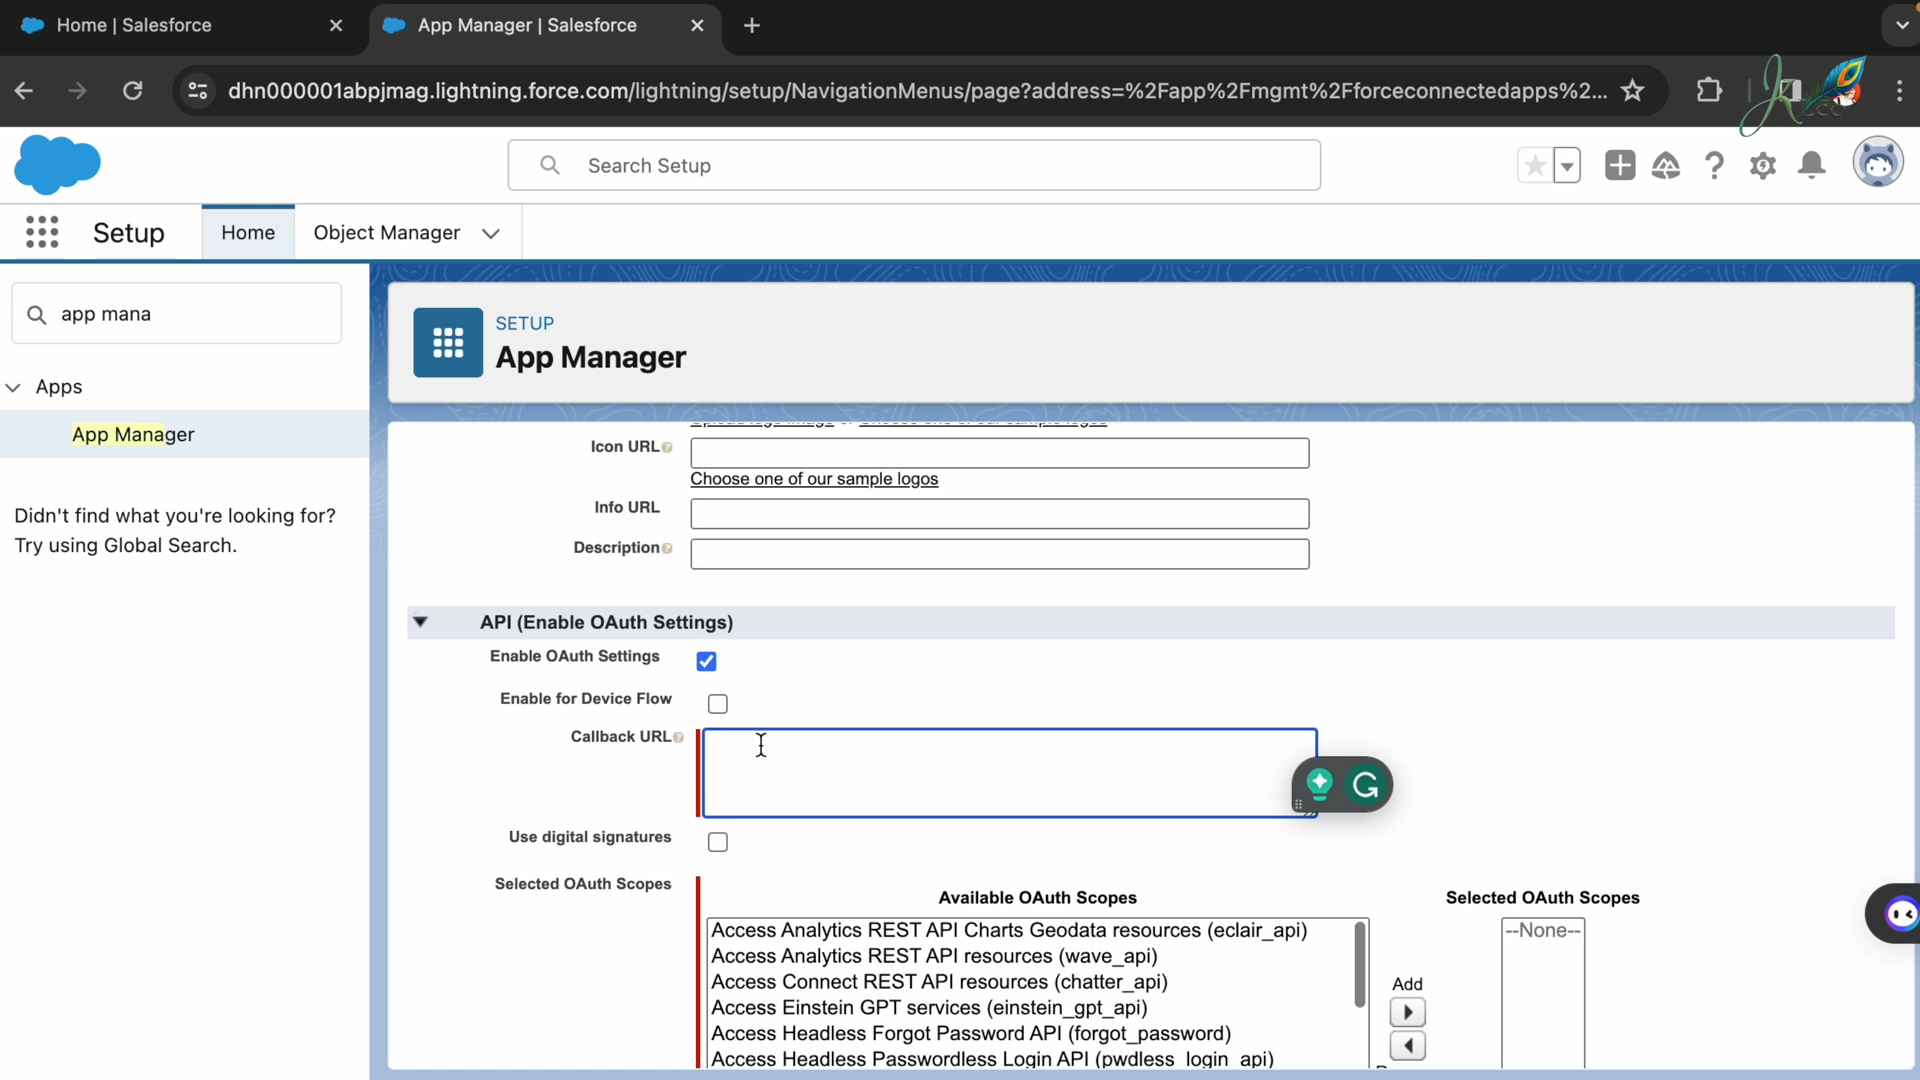 Home | Salesforce
App Manager | Salesforce
dhn000001abpjmag.lightning.force.com/lightning/setup/NavigationMenus/page?address=%2Fapp%2Fmgmt%2Fforceconnectedapps%2...
Search Setup
Setup
Home
Object Manager
app mana
Apps
App Manager
Didn't find what you're looking for?
Try using Global Search.
SETUP
App Manager
Icon URL
Choose one of our sample logos
Info URL
Description
API (Enable OAuth Settings)
Enable OAuth Settings
Enable for Device Flow
Callback URL
Use digital signatures
Selected OAuth Scopes
Available OAuth Scopes
Selected OAuth Scopes
Access Analytics REST API Charts Geodata resources (eclair_api)
--None--
Access Analytics REST API resources (wave_api)
Access Connect REST API resources (chatter_api)
Add
Access Einstein GPT services (einstein_gpt_api)
Access Headless Forgot Password API (forgot_password)
Access Headless Passwordless Login API (pwdless_login_api)